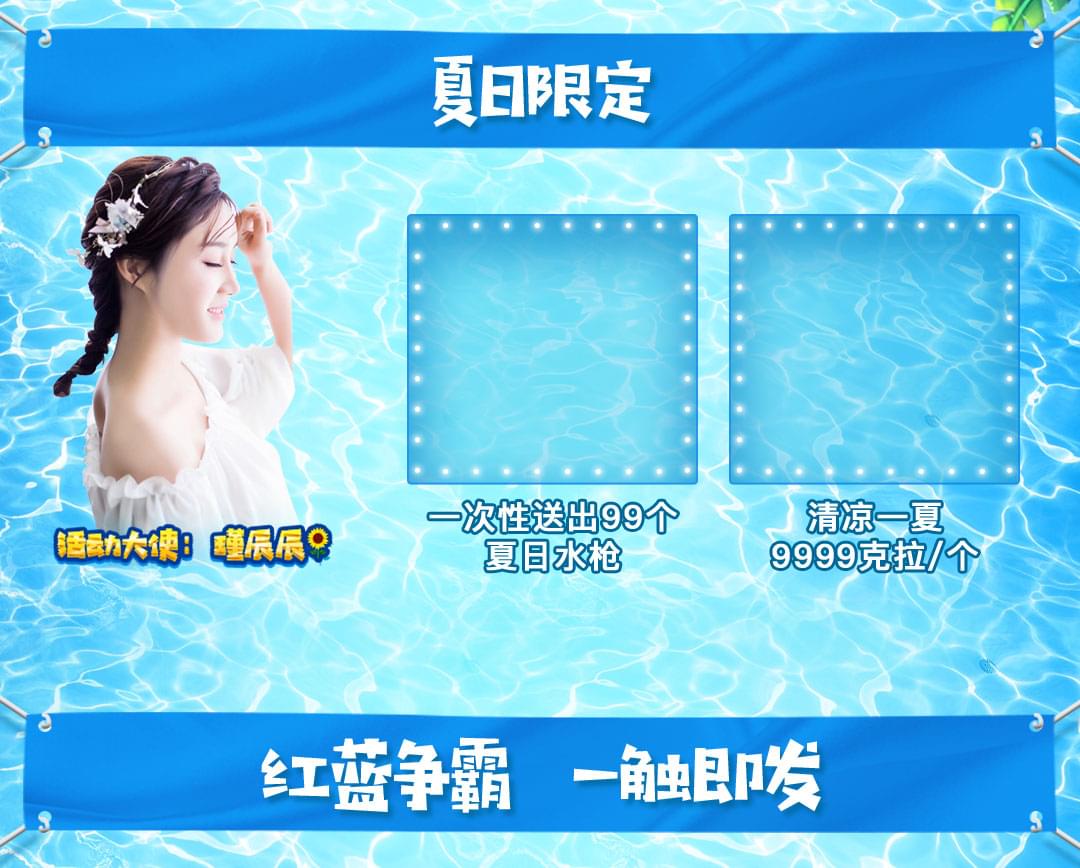 夏日限定
一次性送出99个
夏日水枪
清凉一夏
9999克拉/个
活动大使：瑾辰辰🌻
红蓝争霸 一触即发